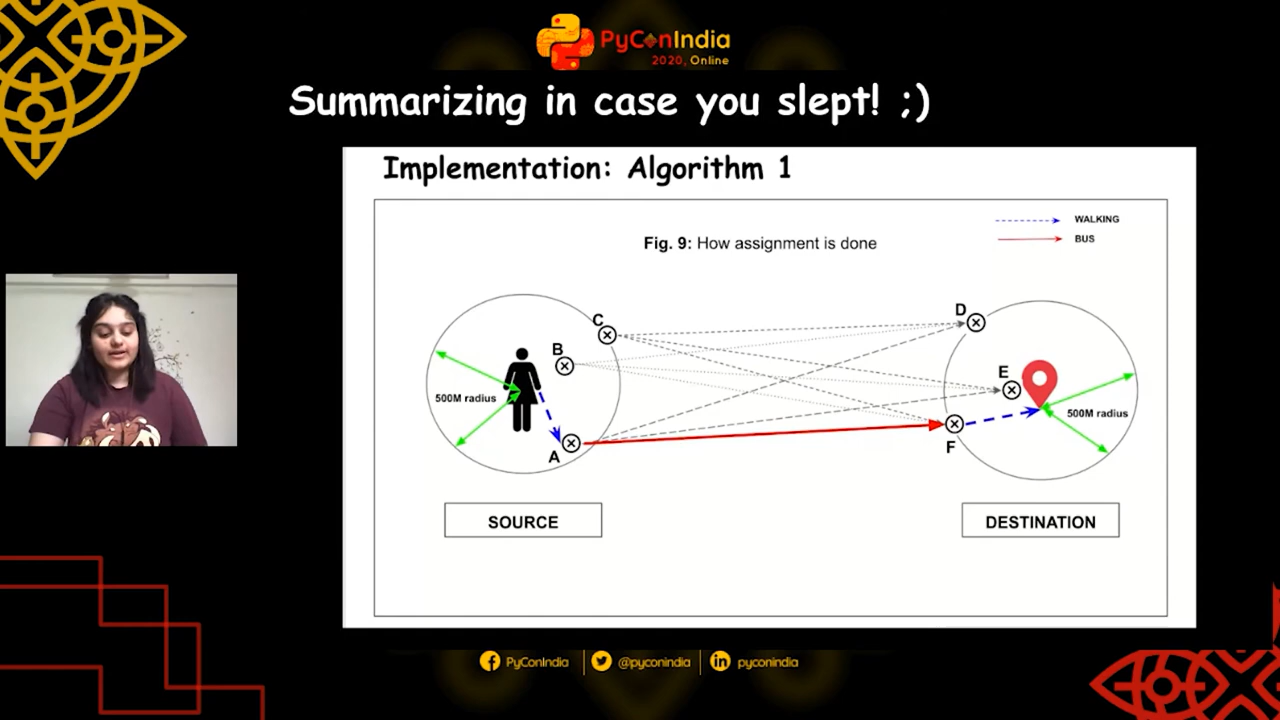 PyConIndia
2020, Online
Summarizing in case you slept! ;)
Implementation: Algorithm 1
WALKING
BUS
Fig. 9: How assignment is done
C
B
A
500M radius
D
E
F
500M radius
SOURCE
DESTINATION
PyConIndia
@pyconindia
pyconindia